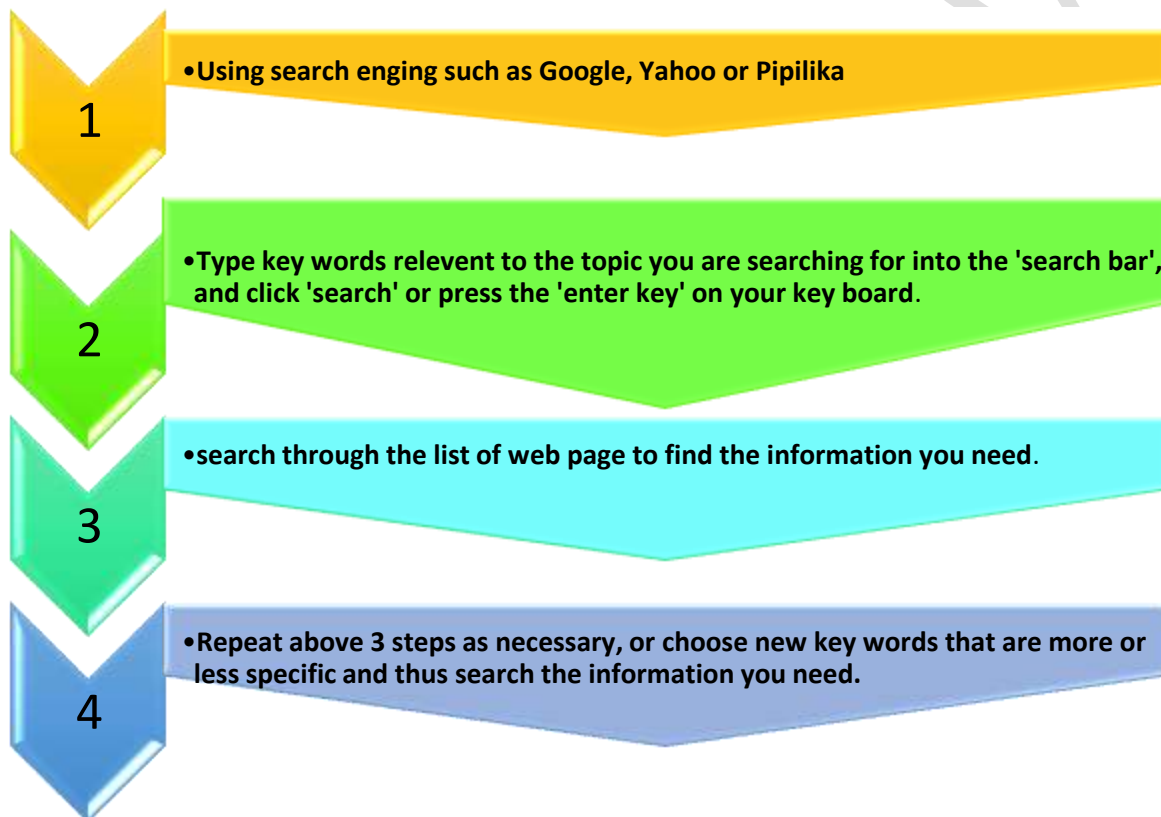 1
•Using search enging such as Google, Yahoo or Pipilika
2
•Type key words relevent to the topic you are searching for into the 'search bar',
and click 'search' or press the 'enter key' on your key board.
3
•search through the list of web page to find the information you need.
4
•Repeat above 3 steps as necessary, or choose new key words that are more or
less specific and thus search the information you need.